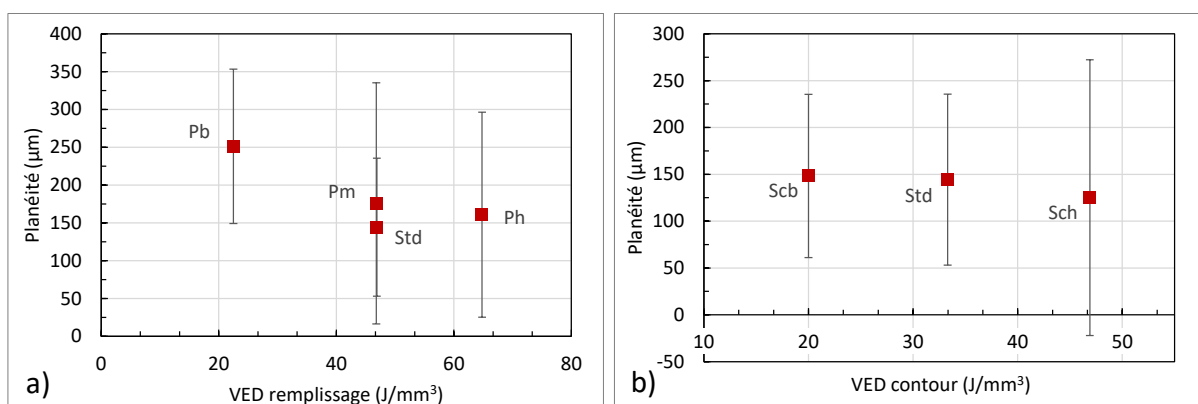 400
350
300
250
200
150
100
50
0
Planéité (µm)
Pb
Pm
Std
Ph
0 20 40 60 80
VED remplissage (J/mm³)
a)
300
250
200
150
100
50
0
-50
Planéité (µm)
Scb
Std
Sch
10 20 30 40 50
VED contour (J/mm³)
b)